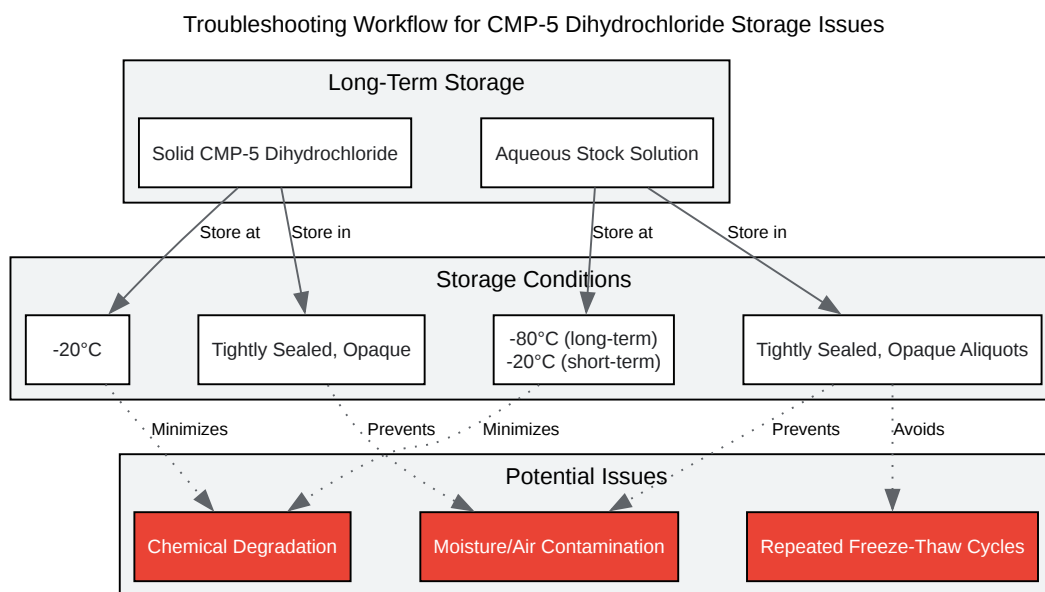 Troubleshooting Workflow for CMP-5 Dihydrochloride Storage Issues
Long-Term Storage
Solid CMP-5 Dihydrochloride
Aqueous Stock Solution
Store at
Store in
Store at
Store in
Storage Conditions
-20°C
Tightly Sealed, Opaque
-80°C (long-term)
-20°C (short-term)
Tightly Sealed, Opaque Aliquots
Minimizes
Prevents
Minimizes
Prevents
Avoids
Potential Issues
Chemical Degradation
Moisture/Air Contamination
Repeated Freeze-Thaw Cycles